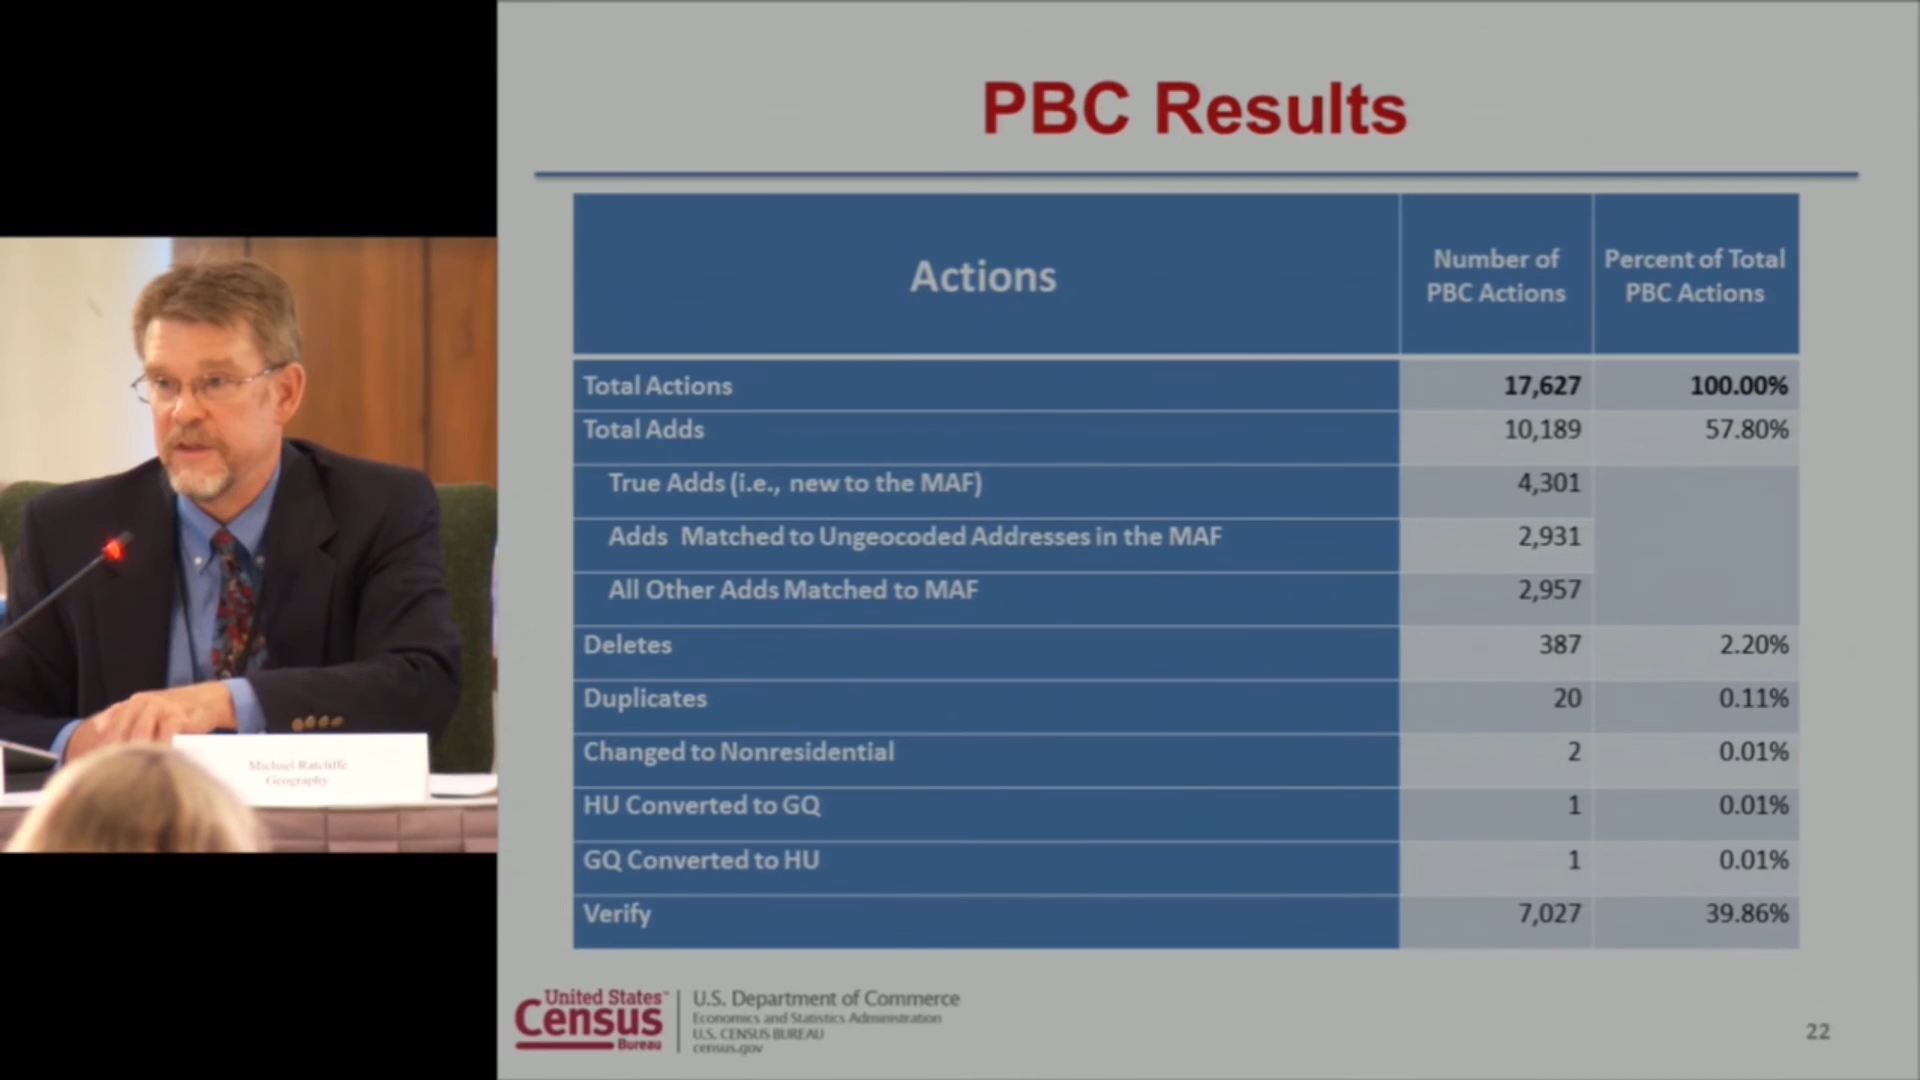 PBC Results
Actions
Number of
PBC Actions
Percent of Total
PBC Actions
Total Actions 17,627 100.00%
Total Adds 10,189 57.80%
True Adds (i.e., new to the MAF) 4,301
Adds Matched to Ungeocoded Addresses in the MAF 2,931
All Other Adds Matched to MAF 2,957
Deletes 387 2.20%
Duplicates 20 0.11%
Changed to Nonresidential 2 0.01%
HU Converted to GQ 1 0.01%
GQ Converted to HU 1 0.01%
Verify 7,027 39.86%
Michael Ratcliffe
Geography
United States™
Census
Bureau
U.S. Department of Commerce
Economics and Statistics Administration
U.S. CENSUS BUREAU
census.gov
22